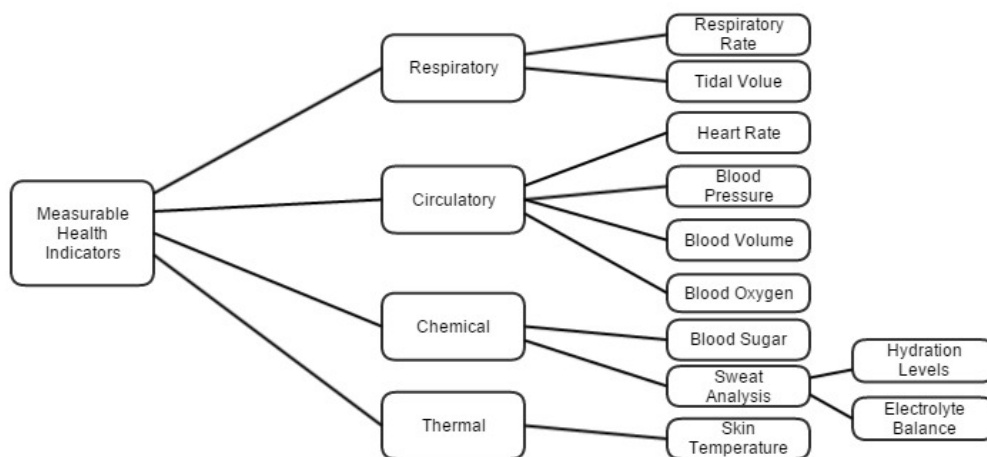 Measurable
Health
Indicators
Respiratory
Respiratory
Rate
Tidal Volue
Circulatory
Heart Rate
Blood
Pressure
Blood Volume
Blood Oxygen
Chemical
Blood Sugar
Sweat
Analysis
Hydration
Levels
Electrolyte
Balance
Thermal
Skin
Temperature